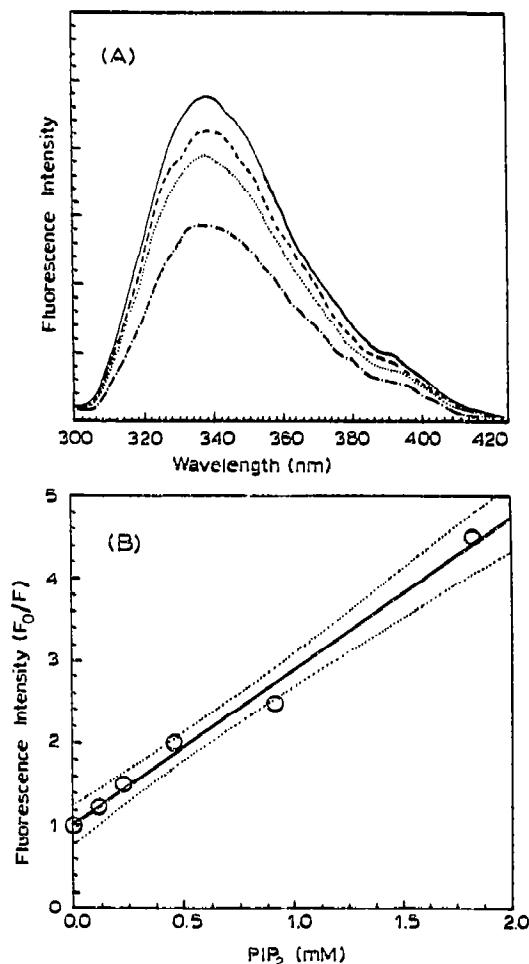 (A)
Fluorescence Intensity
300 320 340 360 380 400 420
Wavelength (nm)
(B)
Fluorescence Intensity (F₀/F)
5
4
3
2
1
0
0.0 0.5 1.0 1.5 2.0
PIP₂ (mM)